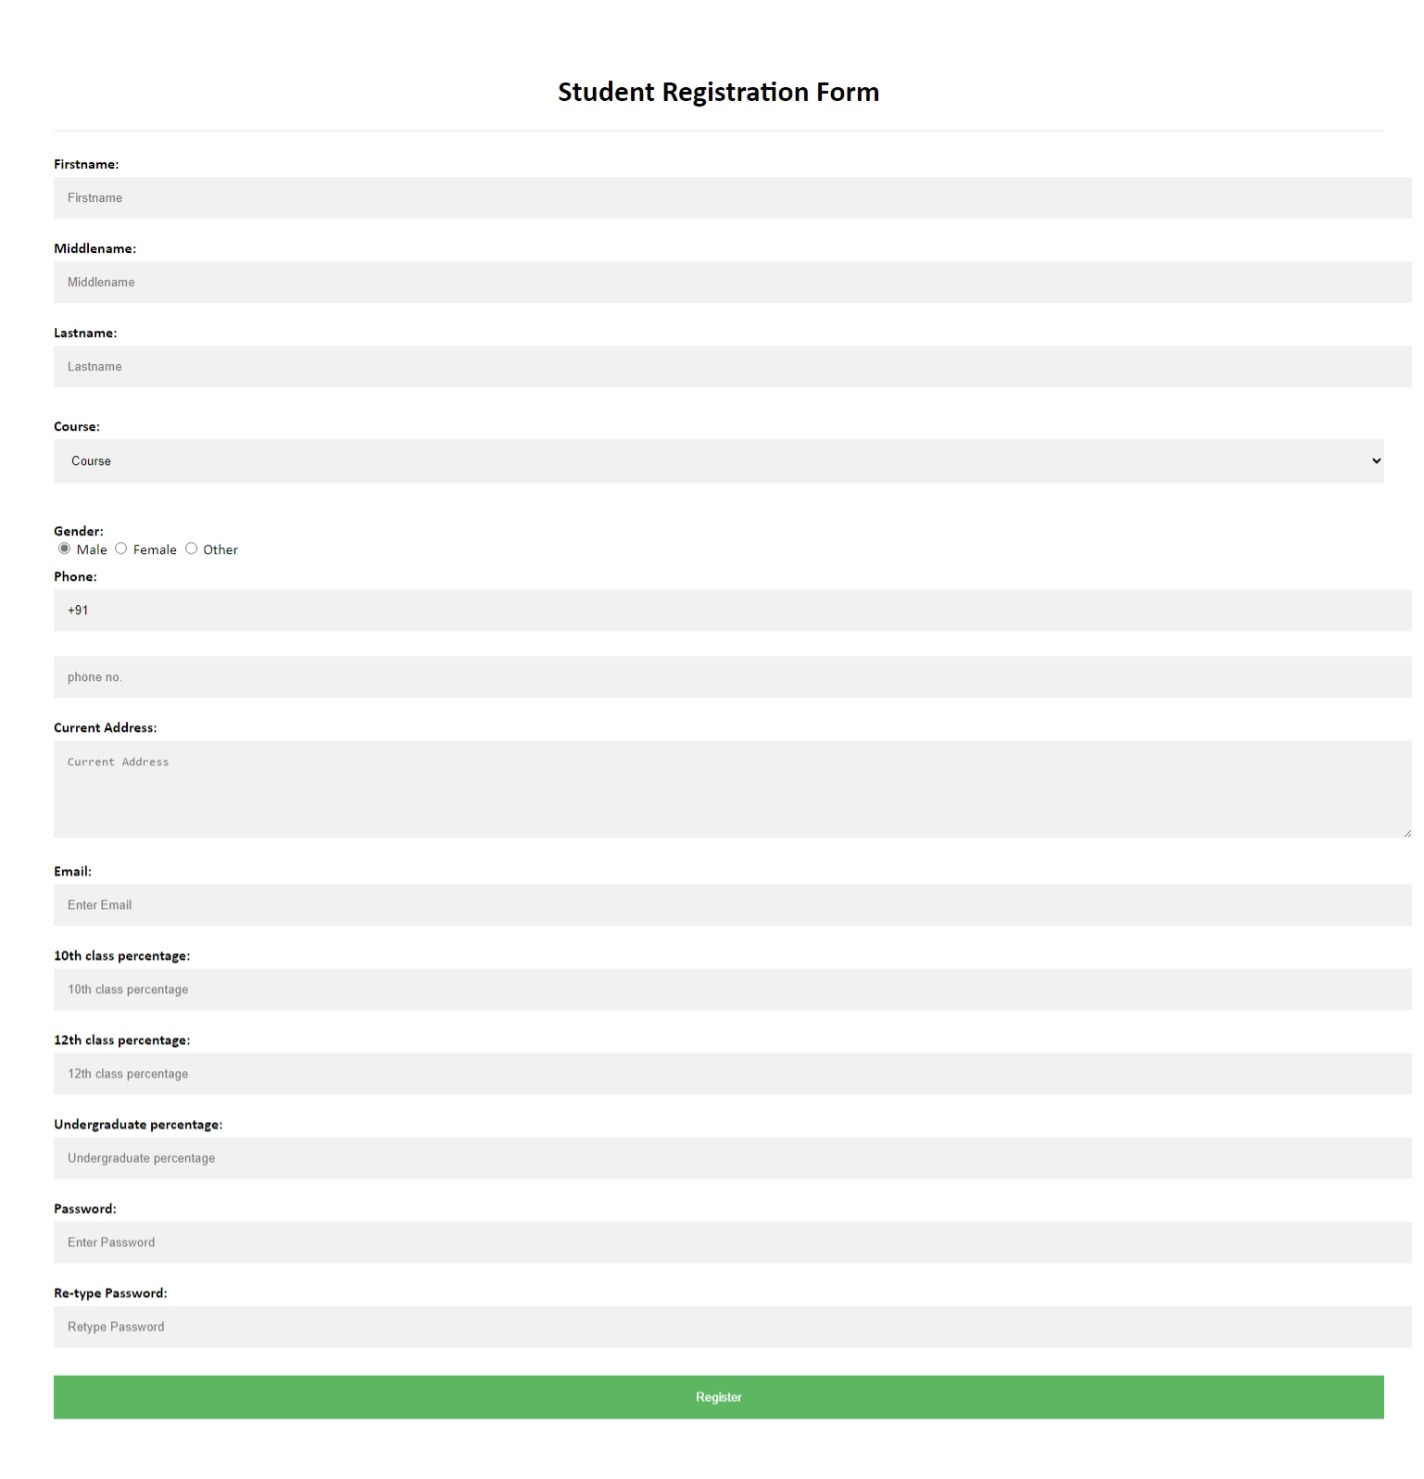 Student Registration Form
Firstname:
Firstname
Middlename:
Middlename
Lastname:
Lastname
Course:
Course
Gender:
Male Female Other
Phone:
+91
phone no.
Current Address:
Current Address
Email:
Enter Email
10th class percentage:
10th class percentage
12th class percentage:
12th class percentage
Undergraduate percentage:
Undergraduate percentage
Password:
Enter Password
Re-type Password:
Retype Password
Register